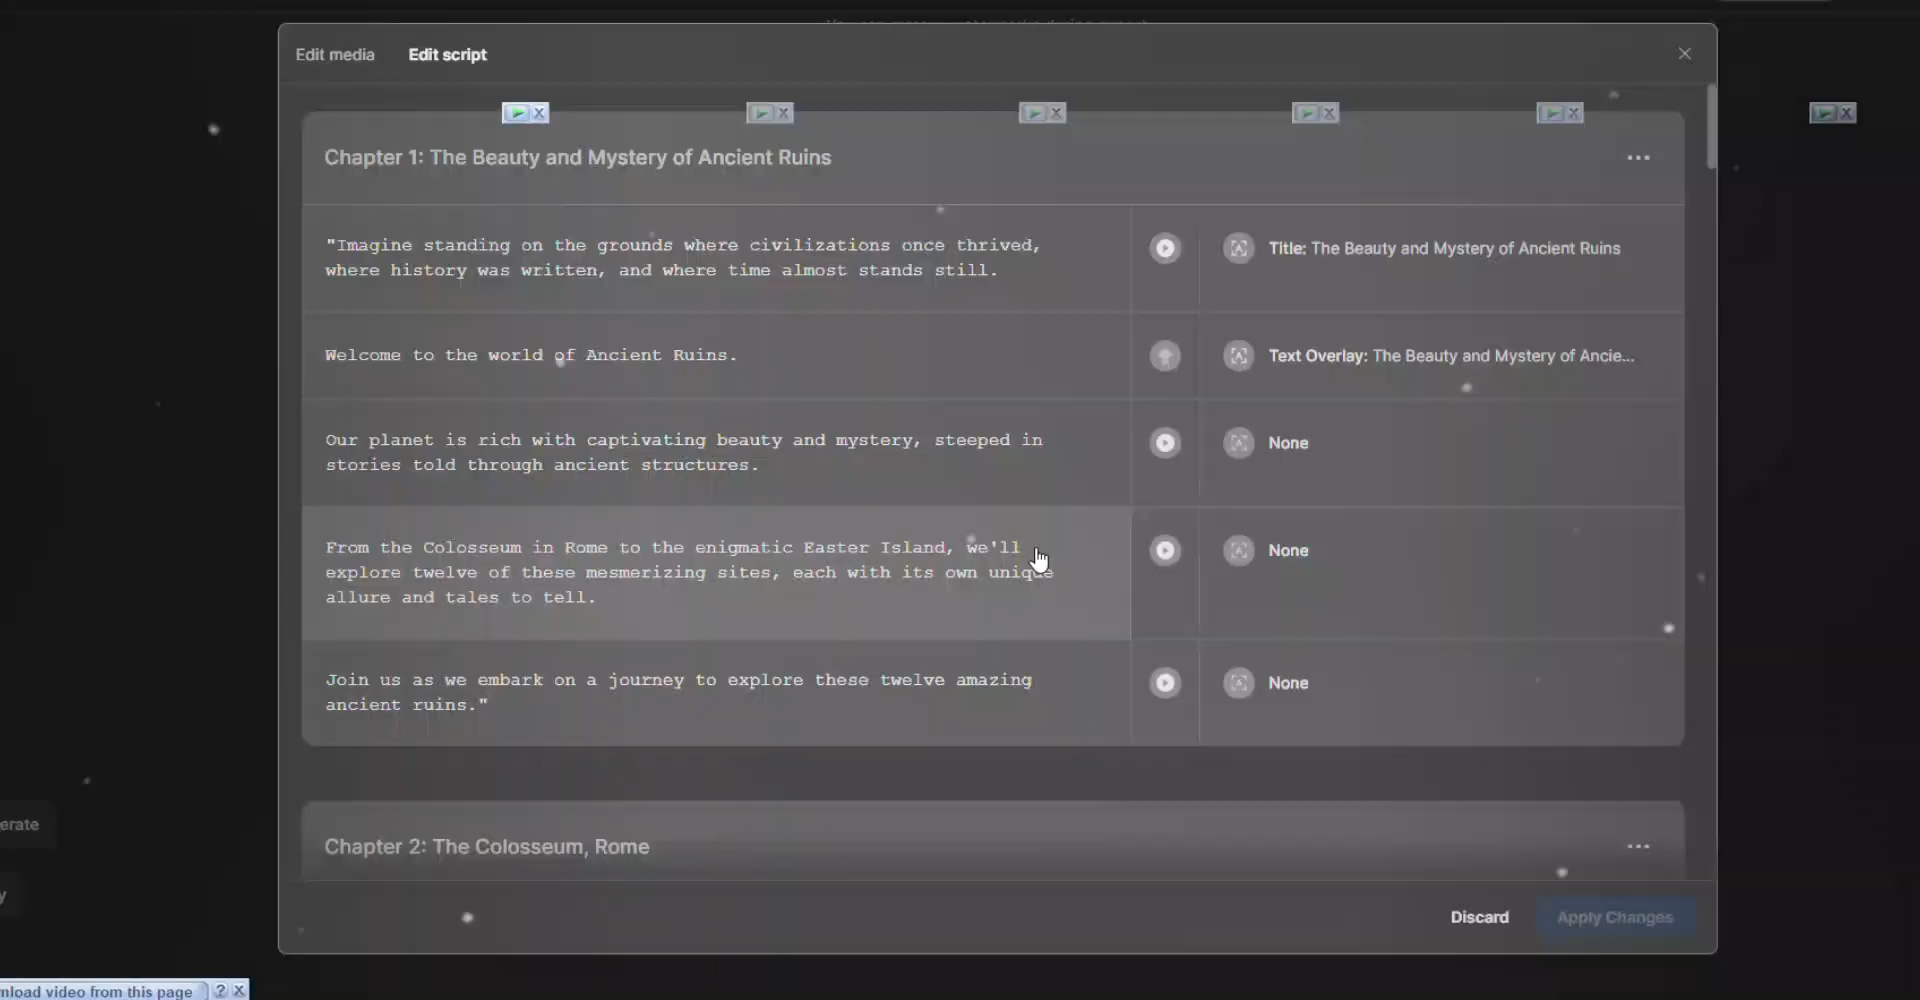 Edit media
Edit script
Chapter 1: The Beauty and Mystery of Ancient Ruins
"Imagine standing on the grounds where civilizations once thrived,
where history was written, and where time almost stands still.
Title: The Beauty and Mystery of Ancient Ruins
Welcome to the world of Ancient Ruins.
Text Overlay: The Beauty and Mystery of Ancie...
Our planet is rich with captivating beauty and mystery, steeped in
stories told through ancient structures.
None
From the Colosseum in Rome to the enigmatic Easter Island, we'll
explore twelve of these mesmerizing sites, each with its own unique
allure and tales to tell.
None
Join us as we embark on a journey to explore these twelve amazing
ancient ruins."
None
erate
Chapter 2: The Colosseum, Rome
y
Discard
Apply Changes
nload video from this page